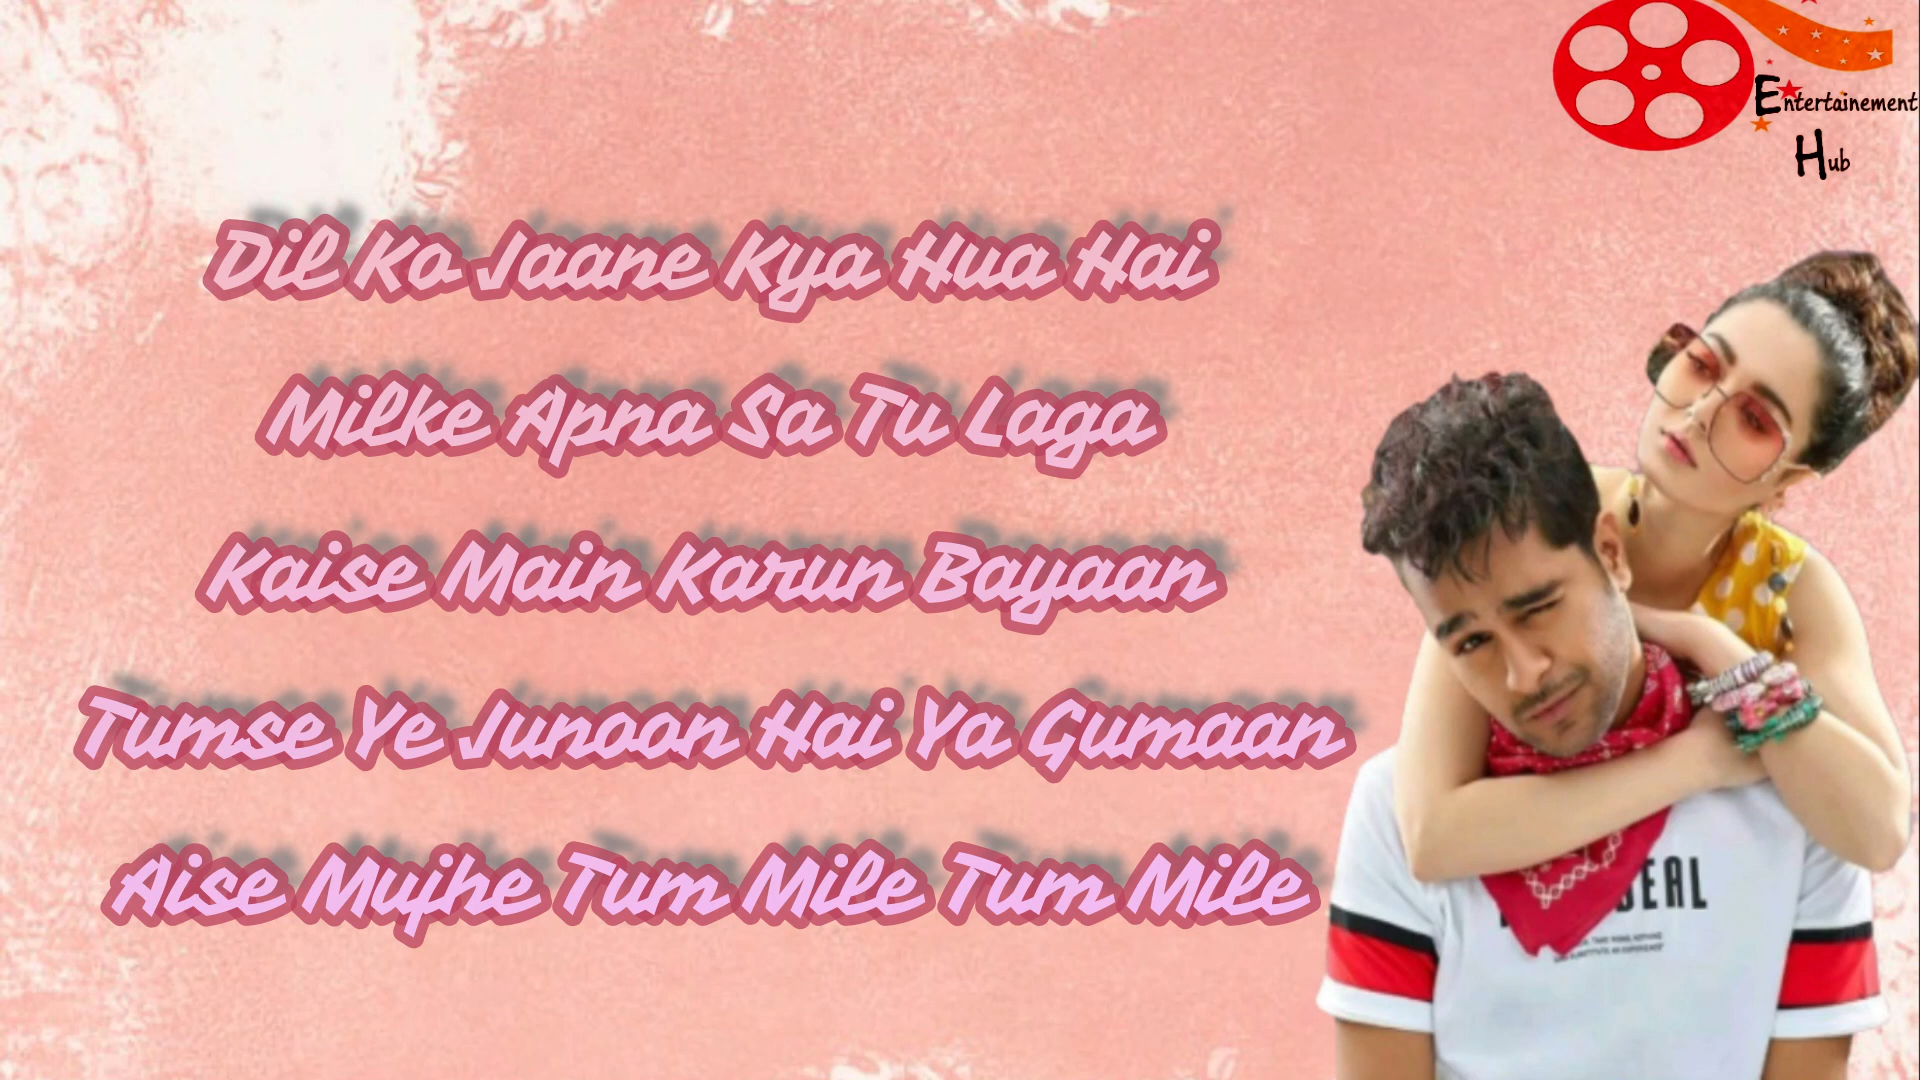 Entertainement
Hub
Dil Ko Jaane Kya Hua Hai
Milke Apna Sa Tu Laga
Kaise Main Karun Bayaan
Tumse Ye Junoon Hai Ya Gumaan
Aise Mujhe Tum Mile Tum Mile